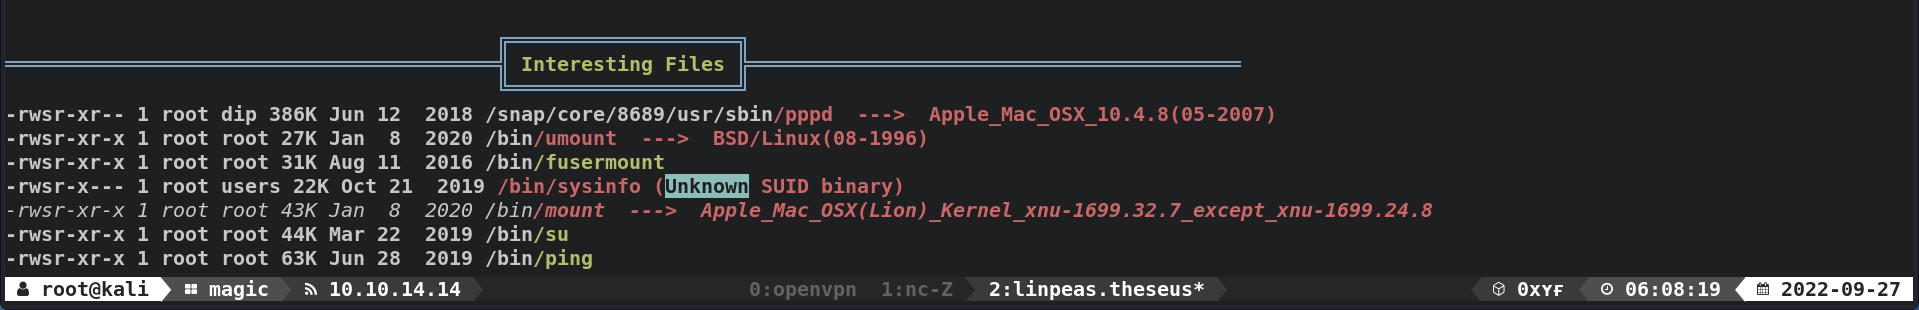 Interesting Files
-rwsr-xr-- 1 root dip 386K Jun 12  2018 /snap/core/8689/usr/sbin/pppd  --->  Apple_Mac_OSX_10.4.8(05-2007)
-rwsr-xr-x 1 root root 27K Jan  8  2020 /bin/umount  --->  BSD/Linux(08-1996)
-rwsr-xr-x 1 root root 31K Aug 11  2016 /bin/fusermount
-rwsr-x--- 1 root users 22K Oct 21  2019 /bin/sysinfo (Unknown SUID binary)
-rwsr-xr-x 1 root root 43K Jan  8  2020 /bin/mount  --->  Apple_Mac_OSX(Lion)_Kernel_xnu-1699.32.7_except_xnu-1699.24.8
-rwsr-xr-x 1 root root 44K Mar 22  2019 /bin/su
-rwsr-xr-x 1 root root 63K Jun 28  2019 /bin/ping
root@kali magic 10.10.14.14 0:openvpn 1:nc-Z 2:linpeas.theseus* 0xʏꜰ 06:08:19 2022-09-27